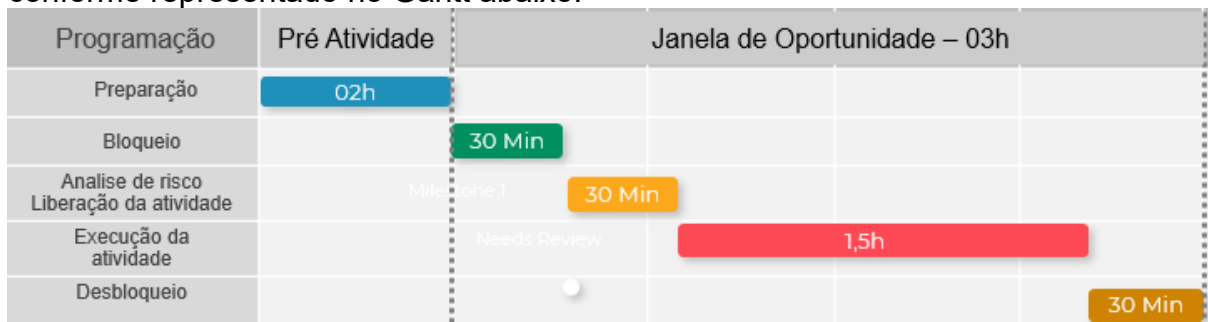 conforme representado no Gantt abaixo:
Programação
Pré Atividade
Janela de Oportunidade – 03h
Preparação
02h
Bloqueio
30 Min
Analise de risco
Liberação da atividade
Milestone 1
30 Min
Execução da
atividade
Needs Review
1,5h
Desbloqueio
30 Min